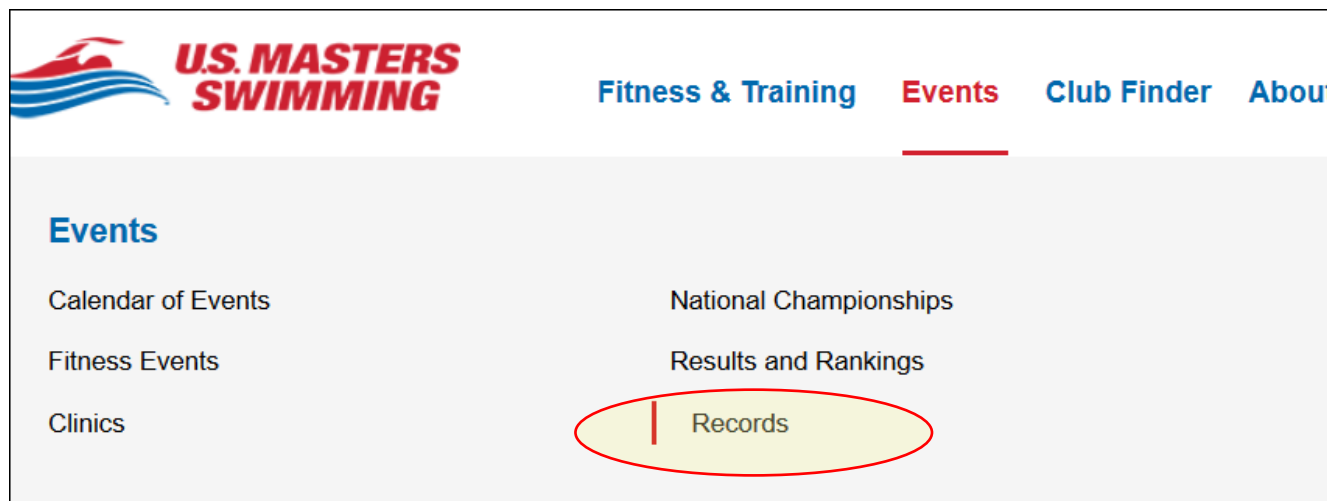 U.S. MASTERS
SWIMMING
Fitness & Training Events Club Finder About
Events
Calendar of Events National Championships
Fitness Events Results and Rankings
Clinics Records